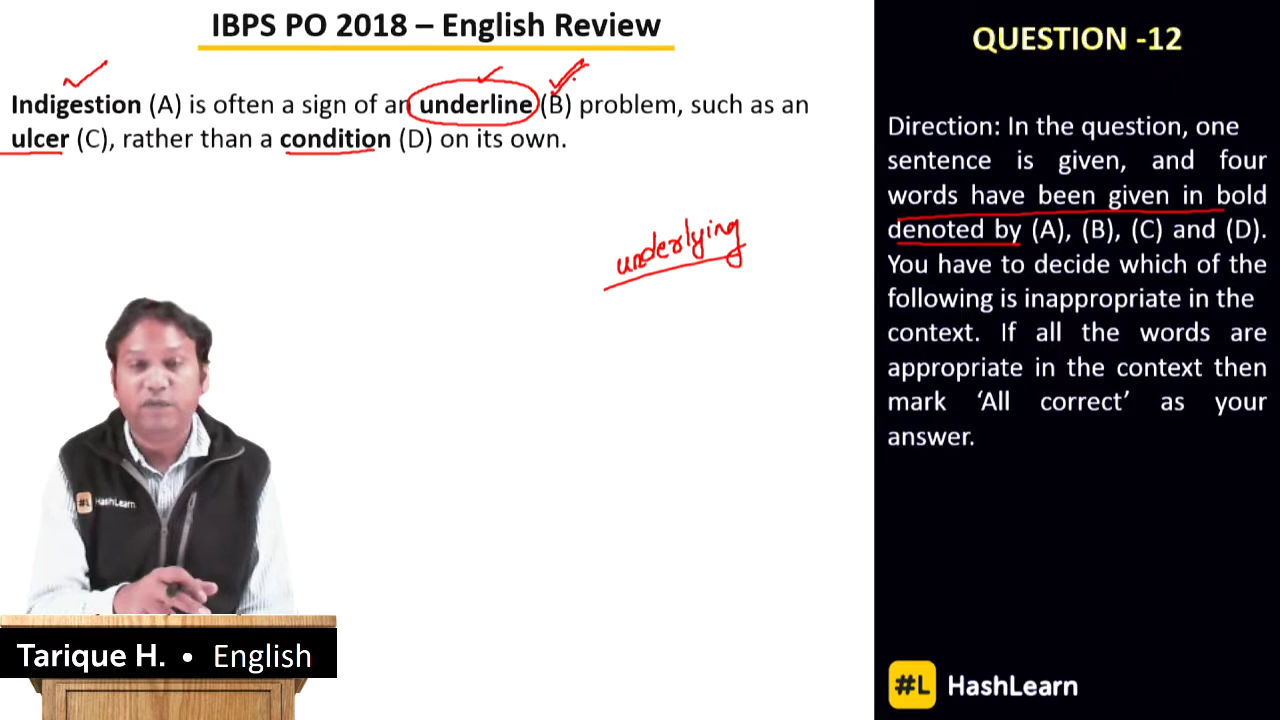 IBPS PO 2018 – English Review
Indigestion (A) is often a sign of an underline (B) problem, such as an
ulcer (C), rather than a condition (D) on its own.
underlying
QUESTION -12
Direction: In the question, one
sentence is given, and four
words have been given in bold
denoted by (A), (B), (C) and (D).
You have to decide which of the
following is inappropriate in the
context. If all the words are
appropriate in the context then
mark ‘All correct’ as your
answer.
#L HashLearn
Tarique H. • English
#L HashLearn